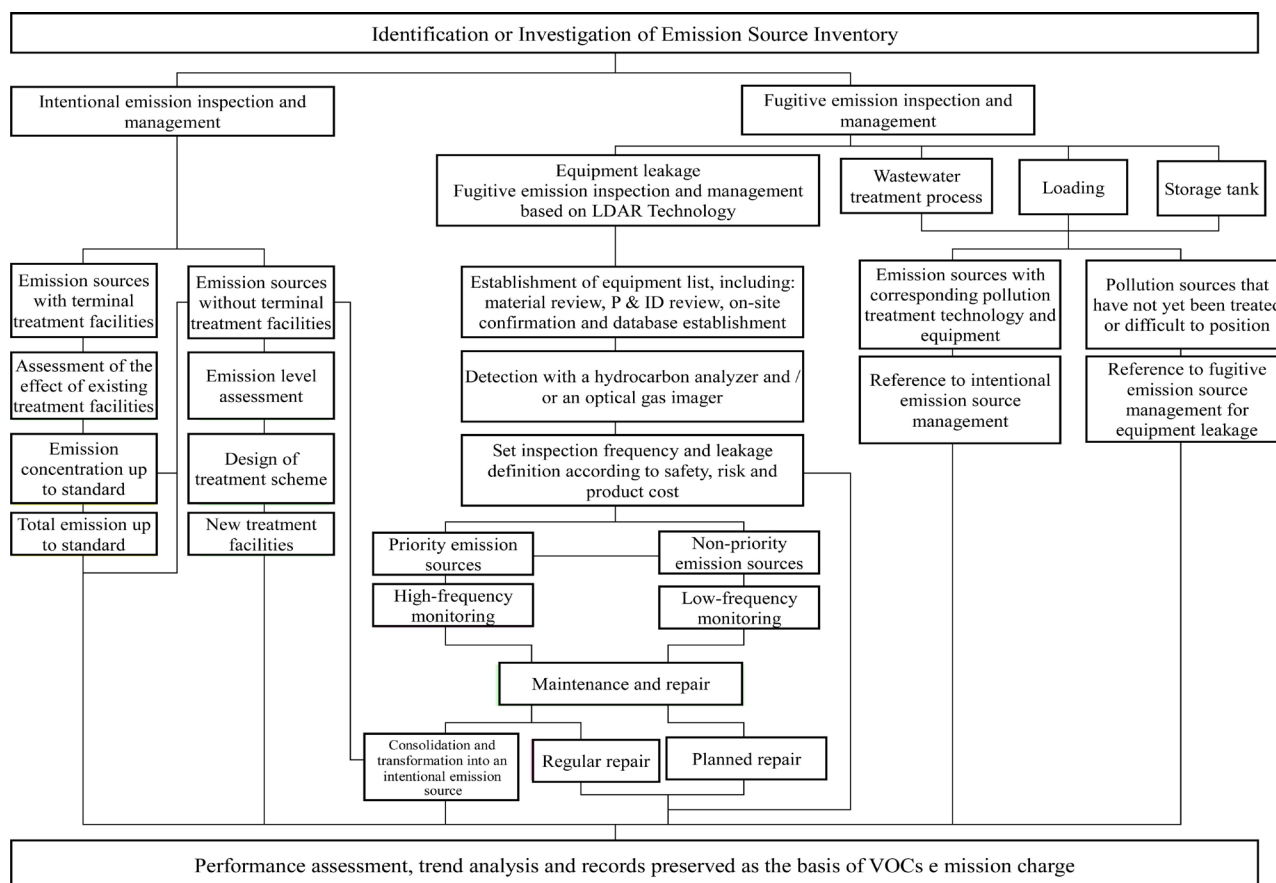 Identification or Investigation of Emission Source Inventory
Intentional emission inspection and
management
Fugitive emission inspection and
management
Equipment leakage
Fugitive emission inspection and management
based on LDAR Technology
Wastewater
treatment process
Loading
Storage tank
Emission sources
with terminal
treatment facilities
Emission sources
without terminal
treatment facilities
Establishment of equipment list, including:
material review, P & ID review, on-site
confirmation and database establishment
Emission sources with
corresponding pollution
treatment technology and
equipment
Pollution sources that
have not yet been treated
or difficult to position
Assessment of the
effect of existing
treatment facilities
Emission level
assessment
Detection with a hydrocarbon analyzer and /
or an optical gas imager
Reference to intentional
emission source
management
Reference to fugitive
emission source
management for
equipment leakage
Emission
concentration up
to standard
Design of
treatment scheme
Set inspection frequency and leakage
definition according to safety, risk and
product cost
Total emission up
to standard
New treatment
facilities
Priority emission
sources
Non-priority
emission sources
High-frequency
monitoring
Low-frequency
monitoring
Maintenance and repair
Consolidation and
transformation into an
intentional emission
source
Regular repair
Planned repair
Performance assessment, trend analysis and records preserved as the basis of VOCs e mission charge